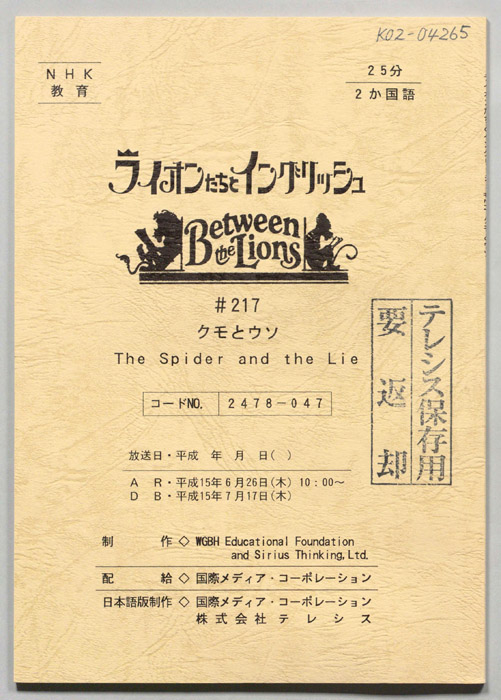 K02-04265
NHK
教育
25分
2か国語
ライオンたちとイングリッシュ
Between
the Lions
#217
クモとウソ
The Spider and the Lie
コードNO. 2478-047
テレシス保存用
要返却
放送日・平成 年 月 日( )
A R・平成15年6月26日(木) 10:00~
D B・平成15年7月17日(木)
制 作◇ WGBH Educational Foundation
and Sirius Thinking,Ltd.
配 給◇ 国際メディア・コーポレーション
日本語版制作◇ 国際メディア・コーポレーション
株式会社テレシス